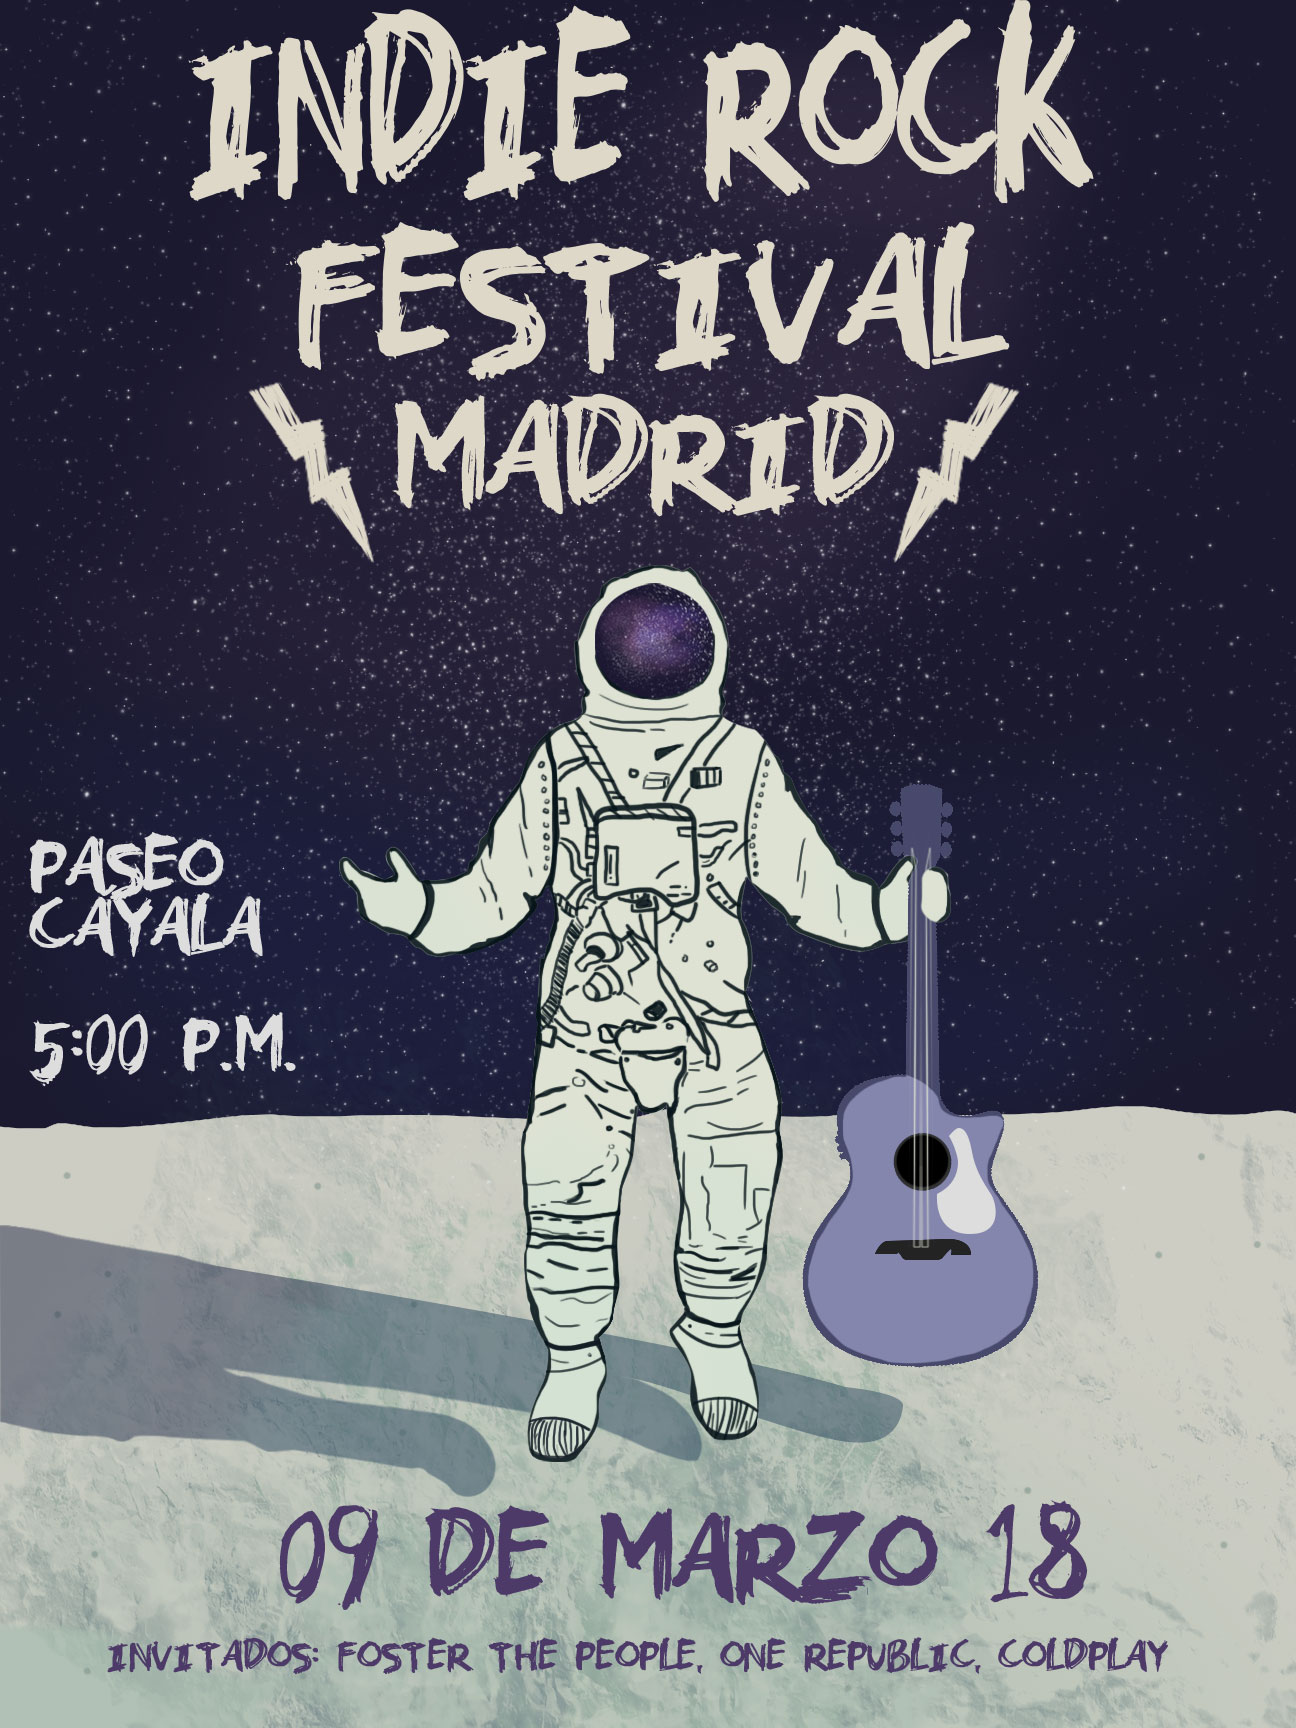 INDIE ROCK
FESTIVAL
MADRID
PASEO
CAYALA
5:00 P.M.
09 DE MARZO 18
INVITADOS: FOSTER THE PEOPLE, ONE REPUBLIC, COLDPLAY